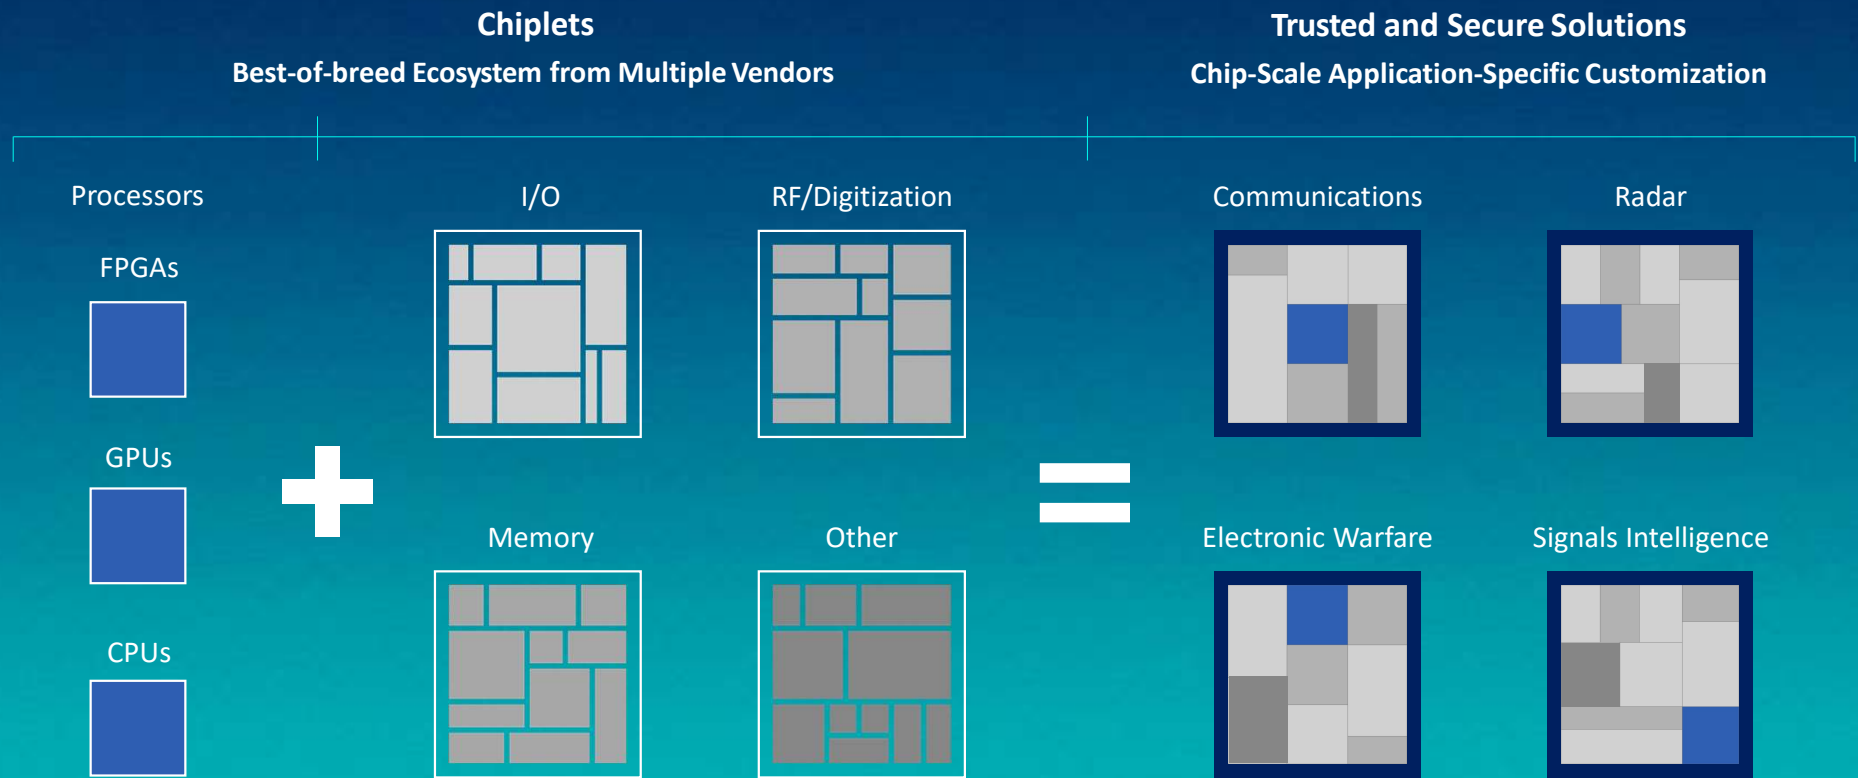 Chiplets
Best-of-breed Ecosystem from Multiple Vendors
Trusted and Secure Solutions
Chip-Scale Application-Specific Customization
Processors
FPGAs
GPUs
CPUs
I/O
RF/Digitization
Memory
Other
Communications
Radar
Electronic Warfare
Signals Intelligence